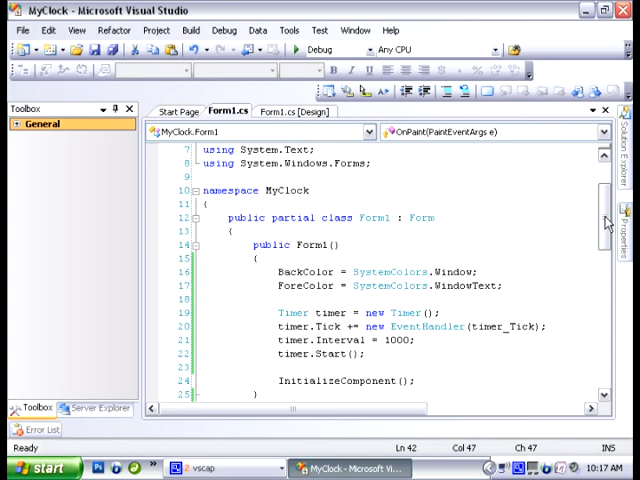 MyClock - Microsoft Visual Studio
File Edit View Refactor Project Build Debug Data Tools Test Window Help
Debug Any CPU
Toolbox
General
Start Page Form1.cs Form1.cs [Design]
MyClock.Form1 OnPaint(PaintEventArgs e)
7 using System.Text;
8 using System.Windows.Forms;
9
10 namespace MyClock
11 {
12 public partial class Form1 : Form
13 {
14 public Form1()
15 {
16 BackColor = SystemColors.Window;
17 ForeColor = SystemColors.WindowText;
18
19 Timer timer = new Timer();
20 timer.Tick += new EventHandler(timer_Tick);
21 timer.Interval = 1000;
22 timer.Start();
23
24 InitializeComponent();
25 }
Solution Explorer
Properties
Toolbox Server Explorer
Error List
Ready Ln 42 Col 47 Ch 47 INS
start 2 vscap MyClock - Microsoft Vi... 10:17 AM